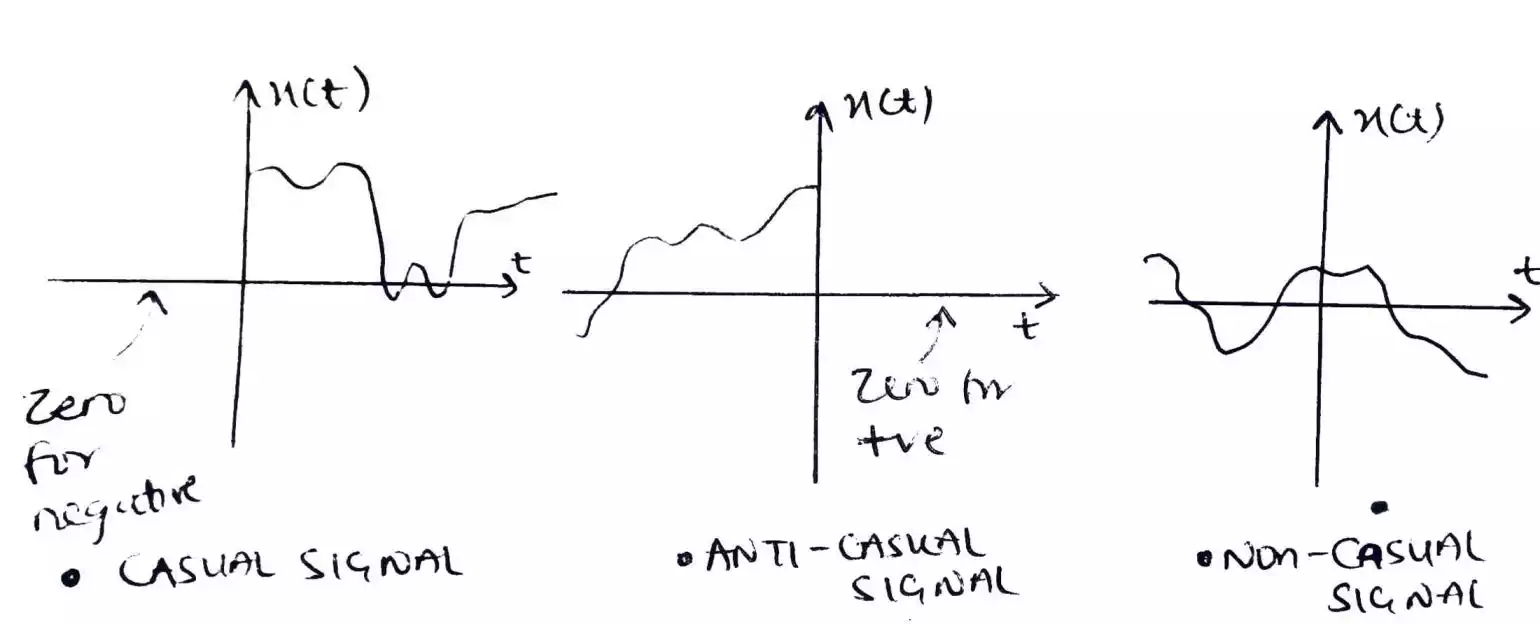 x(t)
x(t)
x(t)
t
t
t
Zero
for
negative
Zero for
+ve
• CASUAL SIGNAL
• ANTI-CASUAL
SIGNAL
• NON-CASUAL
SIGNAL